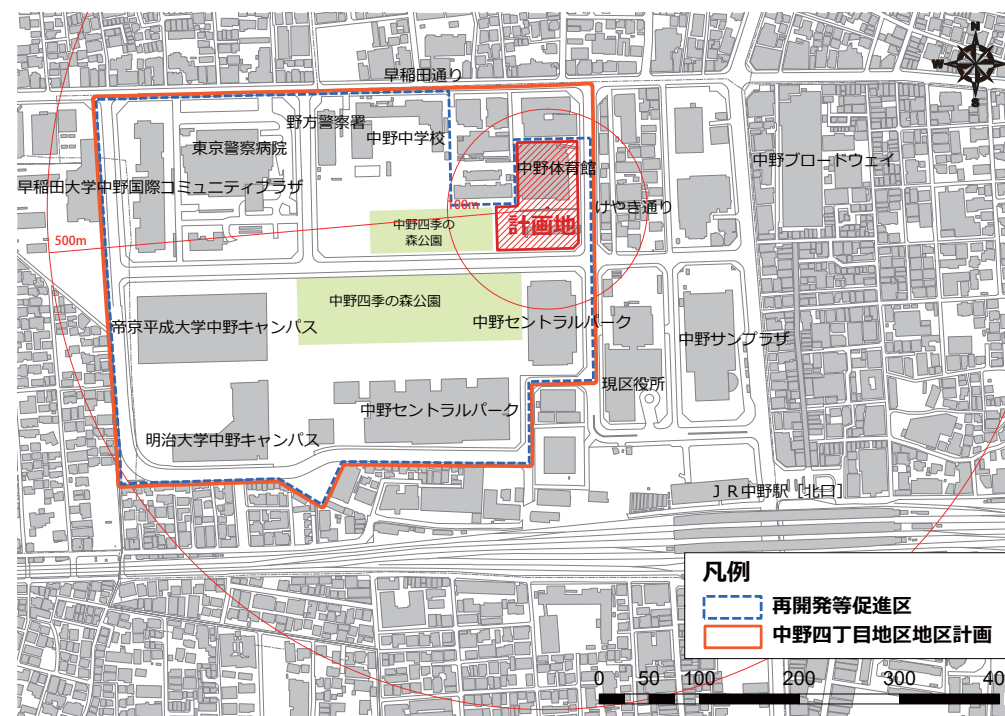 N
W
E
S
早稲田通り
野方警察署
中野中学校
東京警察病院
中野体育館
中野ブロードウェイ
早稲田大学中野国際コミュニティプラザ
100m
けやき通り
中野四季の
森公園
計画地
500m
中野四季の森公園
帝京平成大学中野キャンパス
中野セントラルパーク
中野サンプラザ
現区役所
中野セントラルパーク
明治大学中野キャンパス
ＪＲ中野駅［北口］
凡例
再開発等促進区
中野四丁目地区地区計画
0 50 100 200 300 40